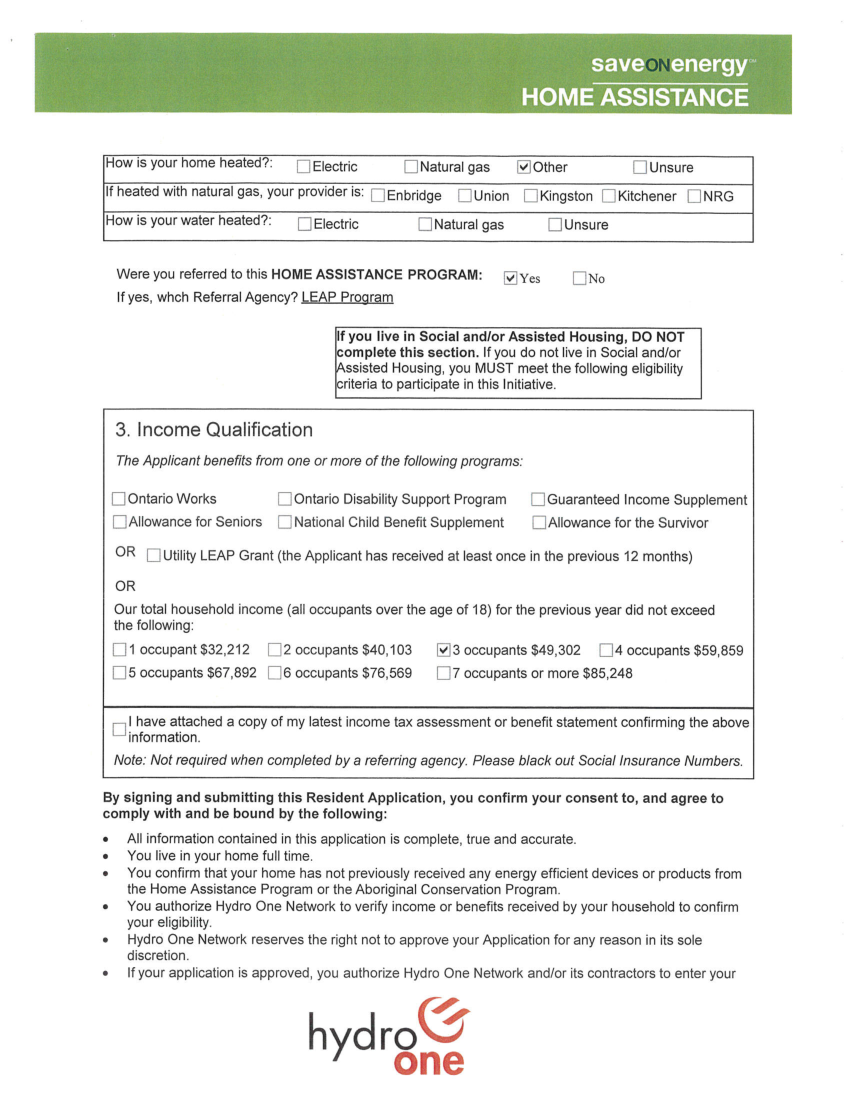 saveONenergy™
HOME ASSISTANCE
How is your home heated?: ☐ Electric ☐ Natural gas ☑ Other ☐ Unsure
If heated with natural gas, your provider is: ☐ Enbridge ☐ Union ☐ Kingston ☐ Kitchener ☐ NRG
How is your water heated?: ☐ Electric ☐ Natural gas ☐ Unsure
Were you referred to this HOME ASSISTANCE PROGRAM: ☑ Yes ☐ No
If yes, whch Referral Agency? LEAP Program
If you live in Social and/or Assisted Housing, DO NOT
complete this section. If you do not live in Social and/or
Assisted Housing, you MUST meet the following eligibility
criteria to participate in this Initiative.
3. Income Qualification
The Applicant benefits from one or more of the following programs:
☐ Ontario Works ☐ Ontario Disability Support Program ☐ Guaranteed Income Supplement
☐ Allowance for Seniors ☐ National Child Benefit Supplement ☐ Allowance for the Survivor
OR ☐ Utility LEAP Grant (the Applicant has received at least once in the previous 12 months)
OR
Our total household income (all occupants over the age of 18) for the previous year did not exceed
the following:
☐ 1 occupant $32,212 ☐ 2 occupants $40,103 ☑ 3 occupants $49,302 ☐ 4 occupants $59,859
☐ 5 occupants $67,892 ☐ 6 occupants $76,569 ☐ 7 occupants or more $85,248
☐ I have attached a copy of my latest income tax assessment or benefit statement confirming the above
information.
Note: Not required when completed by a referring agency. Please black out Social Insurance Numbers.
By signing and submitting this Resident Application, you confirm your consent to, and agree to
comply with and be bound by the following:
• All information contained in this application is complete, true and accurate.
• You live in your home full time.
• You confirm that your home has not previously received any energy efficient devices or products from
the Home Assistance Program or the Aboriginal Conservation Program.
• You authorize Hydro One Network to verify income or benefits received by your household to confirm
your eligibility.
• Hydro One Network reserves the right not to approve your Application for any reason in its sole
discretion.
• If your application is approved, you authorize Hydro One Network and/or its contractors to enter your
hydro
one